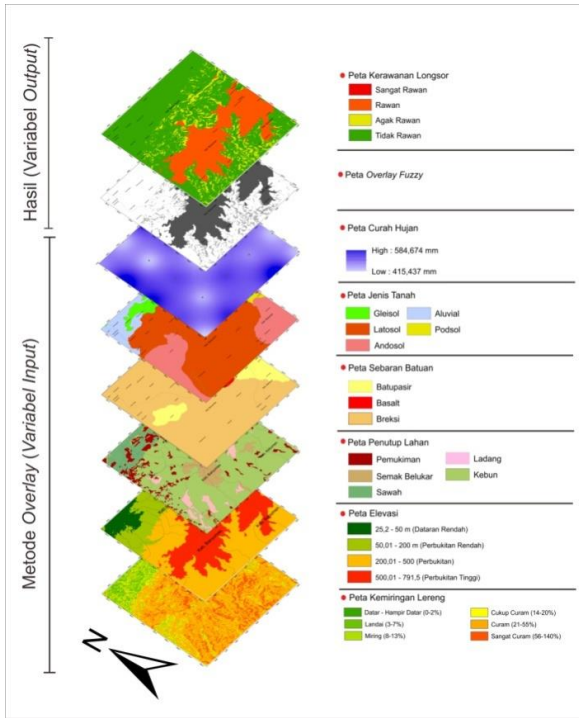 Hasil (Variabel Output)
Metode Overlay (Variabel Input)
N
Peta Kerawanan Longsor
Sangat Rawan
Rawan
Agak Rawan
Tidak Rawan
Peta Overlay Fuzzy
Peta Curah Hujan
High : 584,674 mm
Low : 415,437 mm
Peta Jenis Tanah
Gleisol
Aluvial
Latosol
Podsol
Andosol
Peta Sebaran Batuan
Batupasir
Basalt
Breksi
Peta Penutup Lahan
Pemukiman
Ladang
Semak Belukar
Kebun
Sawah
Peta Elevasi
25,2 - 50 m (Dataran Rendah)
50,01 - 200 m (Perbukitan Rendah)
200,01 - 500 (Perbukitan)
500,01 - 791,5 (Perbukitan Tinggi)
Peta Kemiringan Lereng
Datar - Hampir Datar (0-2%)
Cukup Curam (14-20%)
Landai (3-7%)
Curam (21-55%)
Miring (8-13%)
Sangat Curam (56-140%)